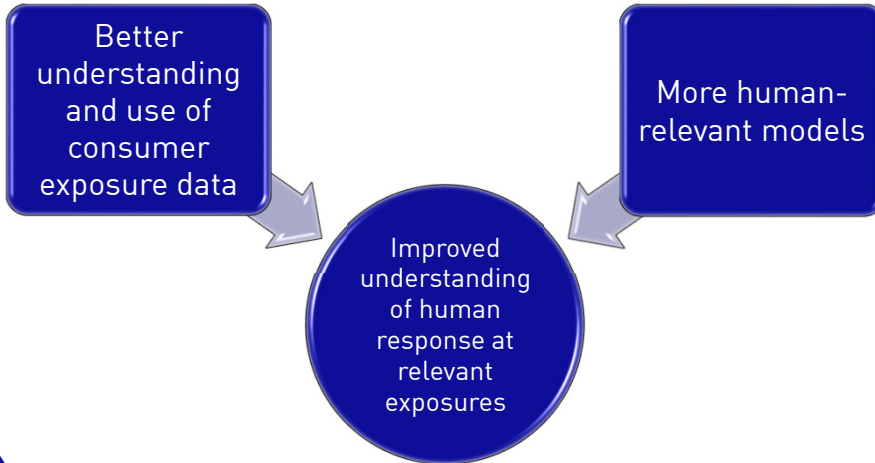 Better
understanding
and use of
consumer
exposure data
More human-
relevant models
Improved
understanding
of human
response at
relevant
exposures